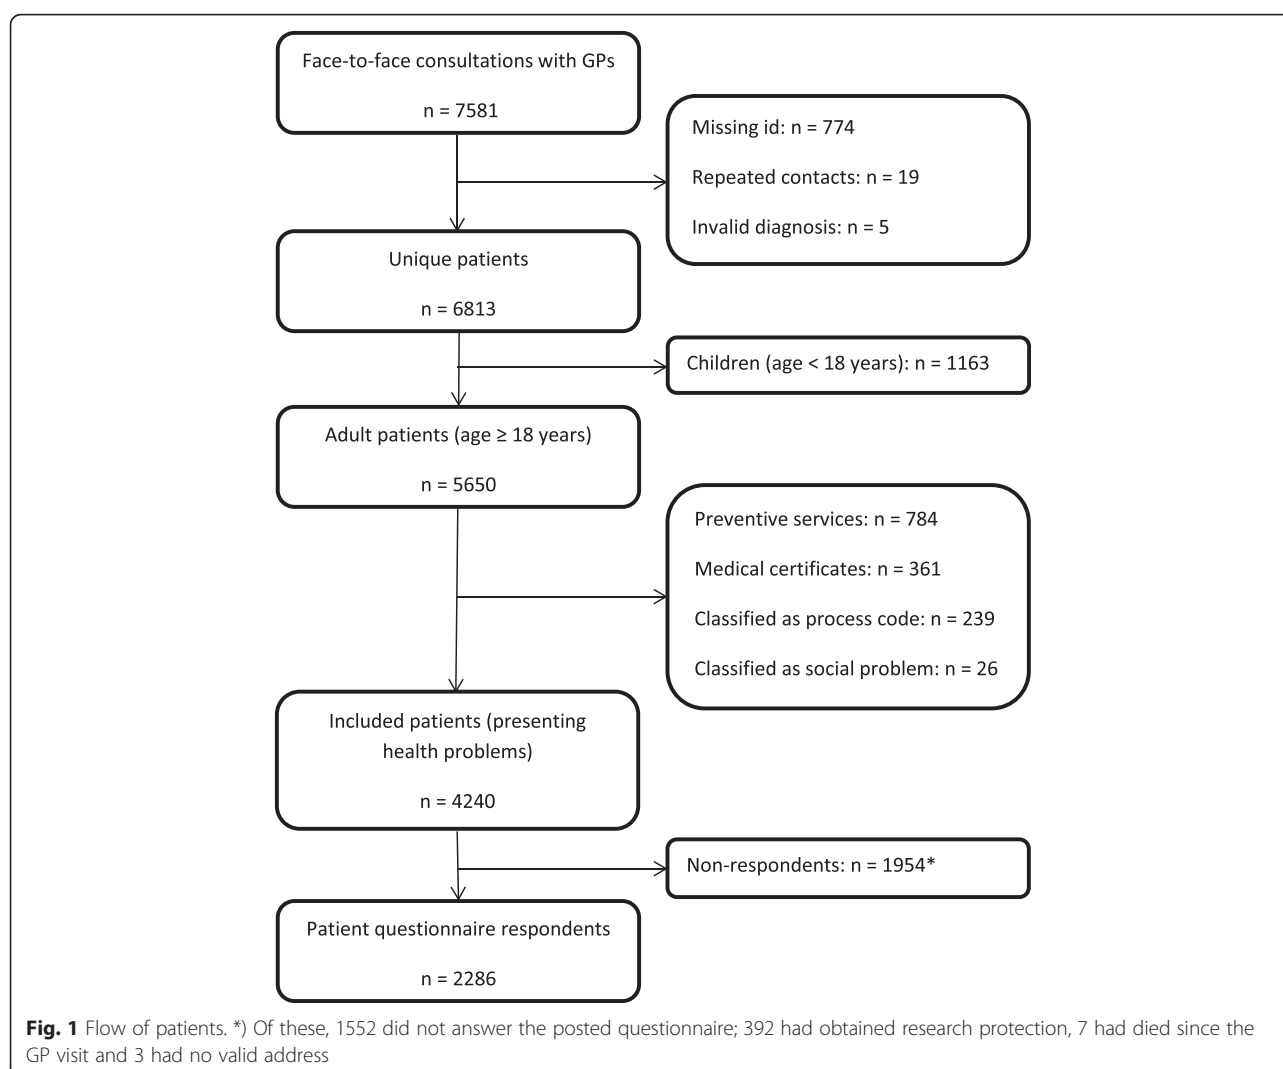 Face-to-face consultations with GPs
n = 7581
Missing id: n = 774
Repeated contacts: n = 19
Invalid diagnosis: n = 5
Unique patients
n = 6813
Children (age < 18 years): n = 1163
Adult patients (age ≥ 18 years)
n = 5650
Preventive services: n = 784
Medical certificates: n = 361
Classified as process code: n = 239
Classified as social problem: n = 26
Included patients (presenting
health problems)
n = 4240
Non-respondents: n = 1954*
Patient questionnaire respondents
n = 2286
Fig. 1 Flow of patients. *) Of these, 1552 did not answer the posted questionnaire; 392 had obtained research protection, 7 had died since the
GP visit and 3 had no valid address